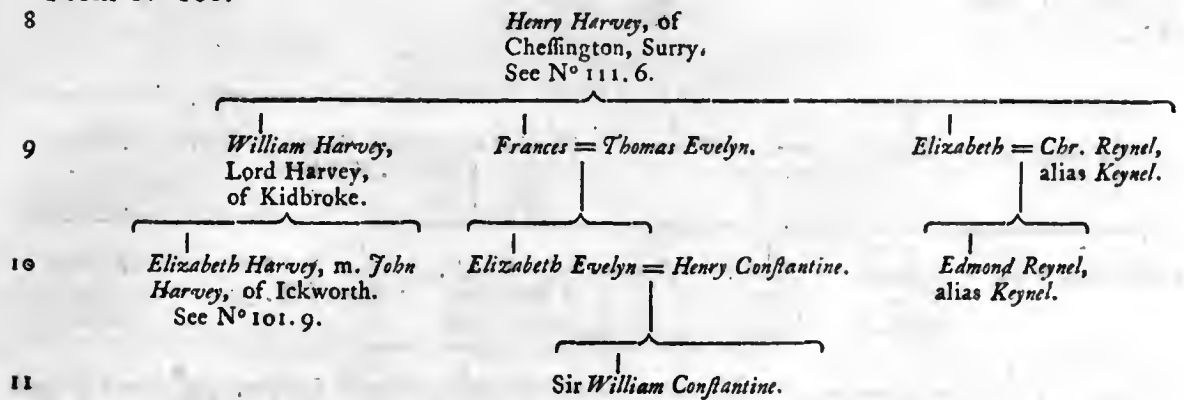 8 Henry Harvey, of
Cheſſington, Surry.
See Nº 111.6.
9 William Harvey, Frances = Thomas Evelyn. Elizabeth = Chr. Reynel,
Lord Harvey, alias Keynel.
of Kidbroke.
10 Elizabeth Harvey, m. John Elizabeth Evelyn = Henry Conſtantine. Edmond Reynel,
Harvey, of Ickworth. alias Keynel.
See Nº 101.9.
11 Sir William Conſtantine.